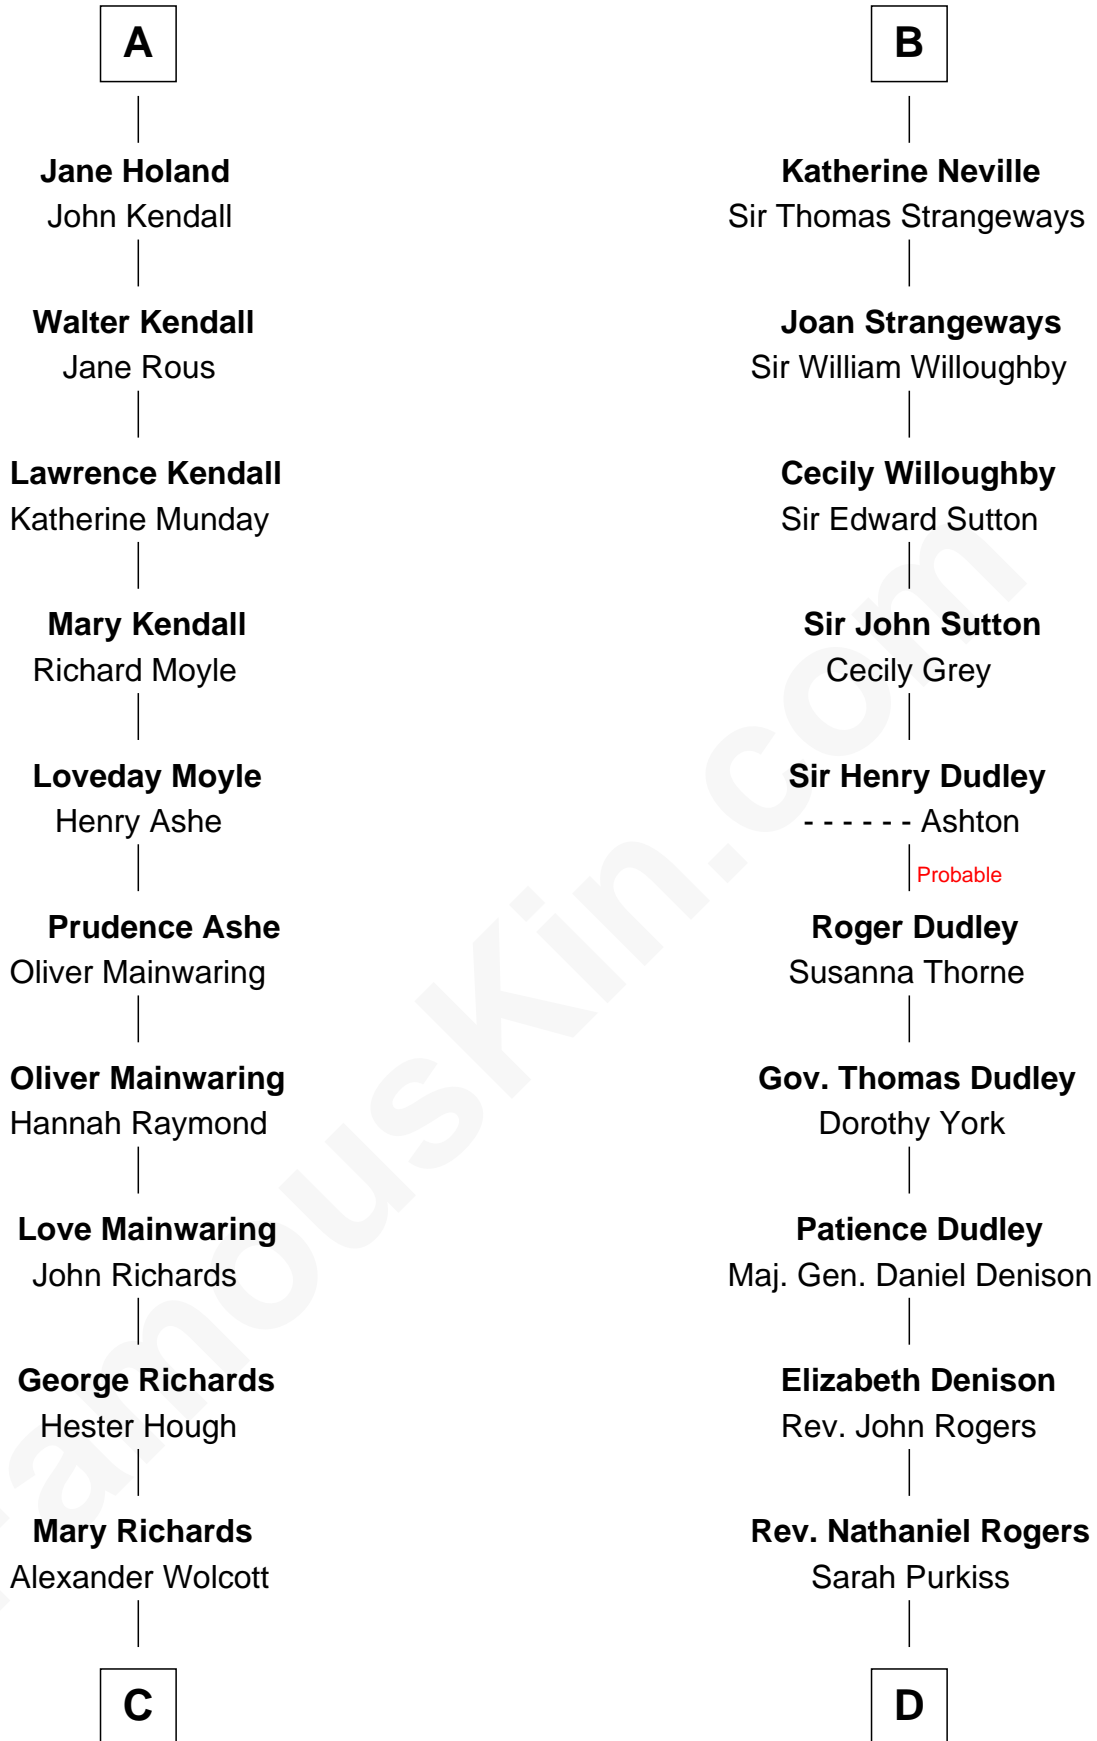 A
Jane Holand
John Kendall
Walter Kendall
Jane Rous
Lawrence Kendall
Katherine Munday
Mary Kendall
Richard Moyle
Loveday Moyle
Henry Ashe
Prudence Ashe
Oliver Mainwaring
Oliver Mainwaring
Hannah Raymond
Love Mainwaring
John Richards
George Richards
Hester Hough
Mary Richards
Alexander Wolcott
C
B
Katherine Neville
Sir Thomas Strangeways
Joan Strangeways
Sir William Willoughby
Cecily Willoughby
Sir Edward Sutton
Sir John Sutton
Cecily Grey
Sir Henry Dudley
- - - - - - Ashton
Probable
Roger Dudley
Susanna Thorne
Gov. Thomas Dudley
Dorothy York
Patience Dudley
Maj. Gen. Daniel Denison
Elizabeth Denison
Rev. John Rogers
Rev. Nathaniel Rogers
Sarah Purkiss
D
FamousKin.com